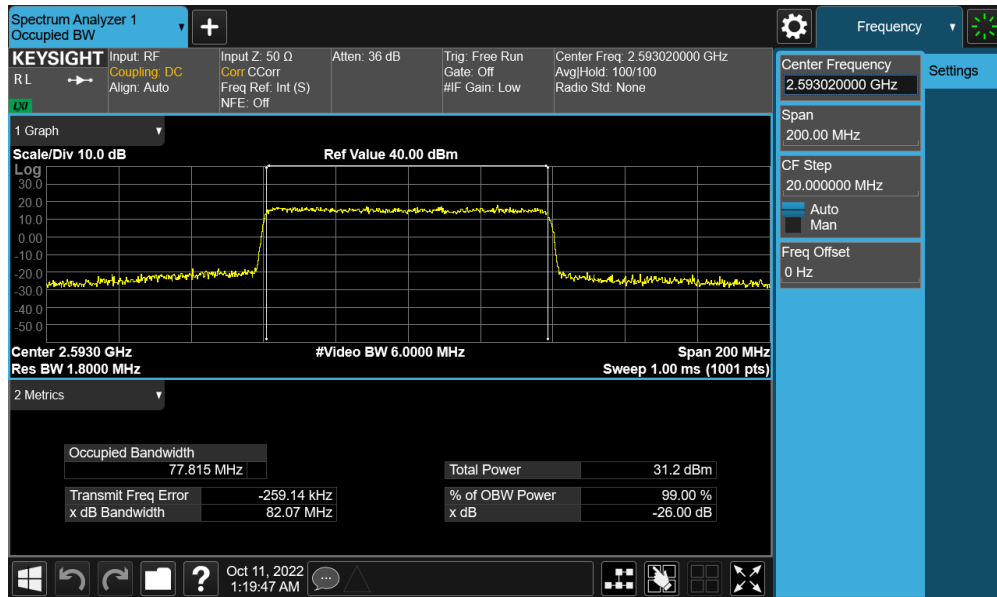 Spectrum Analyzer 1
Occupied BW
+
Frequency
KEYSIGHT
R L
LXI
Input: RF
Coupling: DC
Align: Auto
Input Z: 50 Ω
Corr CCorr
Freq Ref: Int (S)
NFE: Off
Atten: 36 dB
Trig: Free Run
Gate: Off
#IF Gain: Low
Center Freq: 2.593020000 GHz
Avg|Hold: 100/100
Radio Std: None
Center Frequency
2.593020000 GHz
Settings
Span
200.00 MHz
CF Step
20.000000 MHz
Auto
Man
Freq Offset
0 Hz
1 Graph
Scale/Div 10.0 dB
Ref Value 40.00 dBm
Log
30.0
20.0
10.0
0.00
-10.0
-20.0
-30.0
-40.0
-50.0
Center 2.5930 GHz
#Video BW 6.0000 MHz
Span 200 MHz
Res BW 1.8000 MHz
Sweep 1.00 ms (1001 pts)
2 Metrics
Occupied Bandwidth
77.815 MHz
Total Power 31.2 dBm
Transmit Freq Error -259.14 kHz
% of OBW Power 99.00 %
x dB Bandwidth 82.07 MHz
x dB -26.00 dB
?
Oct 11, 2022
1:19:47 AM